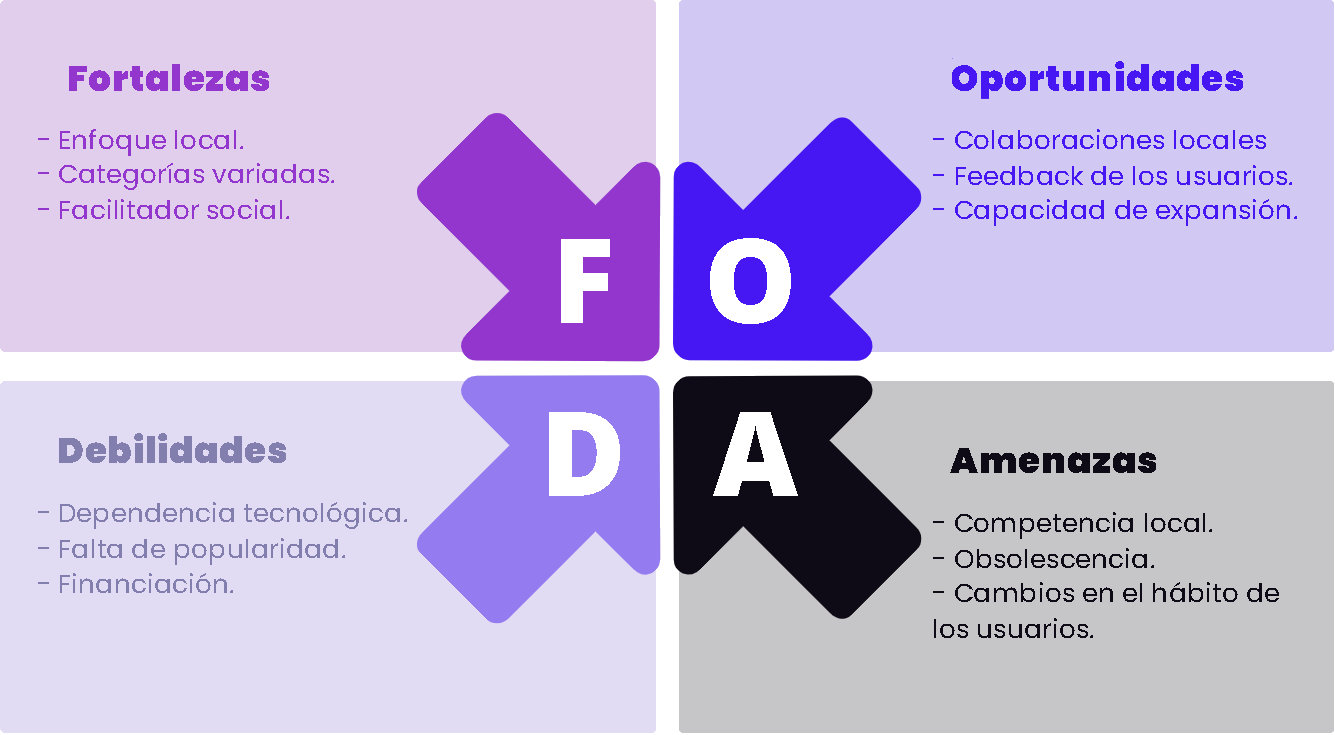 Fortalezas
- Enfoque local.
- Categorías variadas.
- Facilitador social.
Oportunidades
- Colaboraciones locales
- Feedback de los usuarios.
- Capacidad de expansión.
F
O
D
A
Debilidades
- Dependencia tecnológica.
- Falta de popularidad.
- Financiación.
Amenazas
- Competencia local.
- Obsolescencia.
- Cambios en el hábito de
los usuarios.